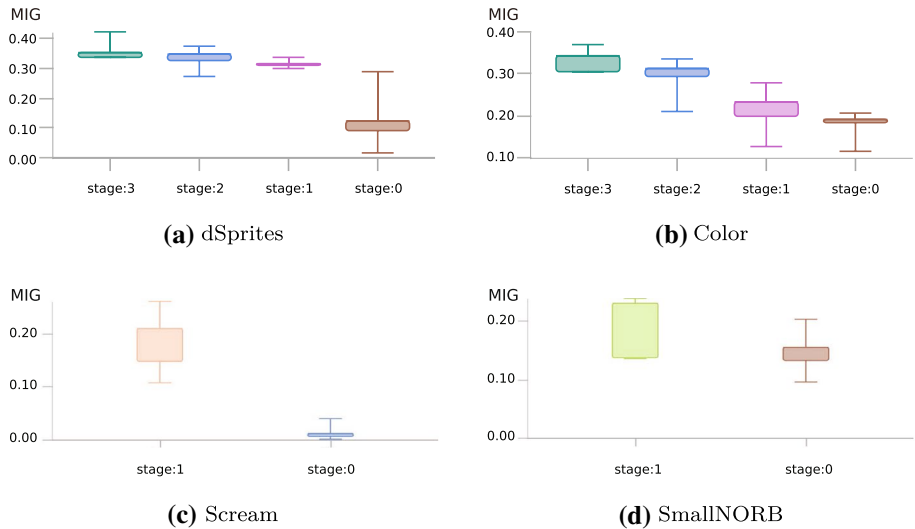 MIG
0.40
0.30
0.20
0.10
0.00
stage:3 stage:2 stage:1 stage:0
(a) dSprites
MIG
0.40
0.30
0.20
0.10
stage:3 stage:2 stage:1 stage:0
(b) Color
MIG
0.20
0.10
0.00
stage:1 stage:0
(c) Scream
MIG
0.20
0.10
0.00
stage:1 stage:0
(d) SmallNORB